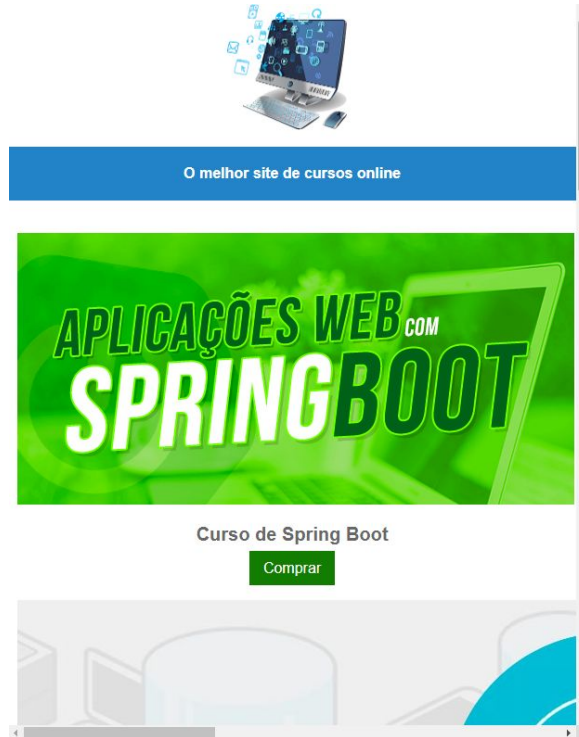 O melhor site de cursos online
APLICAÇÕES WEB COM
SPRINGBOOT
Curso de Spring Boot
Comprar